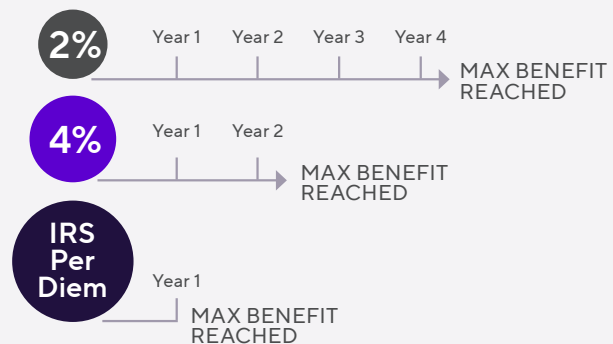 2%
Year 1 Year 2 Year 3 Year 4
MAX BENEFIT
REACHED
4%
Year 1 Year 2
MAX BENEFIT
REACHED
IRS
Per
Diem
Year 1
MAX BENEFIT
REACHED